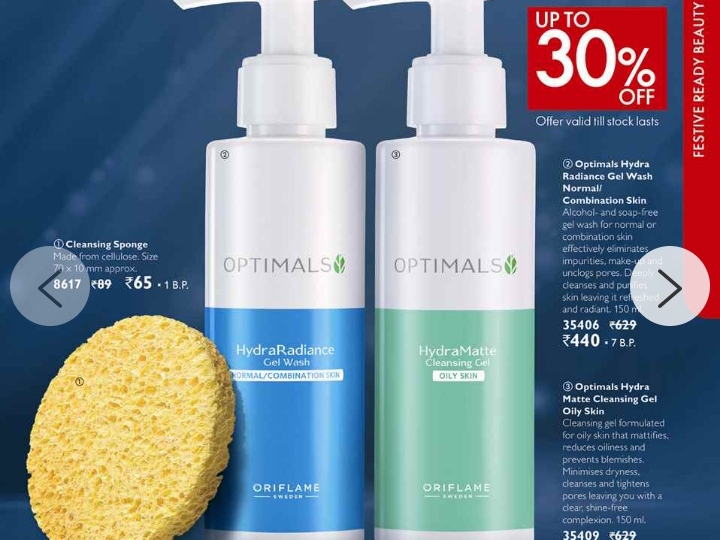 UP TO
30%
OFF
Offer valid till stock lasts
FESTIVE READY BEAUTY
② Optimals Hydra
Radiance Gel Wash
Normal/
Combination Skin
Alcohol- and soap-free
gel wash for normal or
combination skin
effectively eliminates
impurities, make-up and
unclogs pores. Deeply
cleanses and purifies
skin leaving it refreshed
and radiant. 150 ml.
35406 ₹629
₹440 • 7 B.P.
③ Optimals Hydra
Matte Cleansing Gel
Oily Skin
Cleansing gel formulated
for oily skin that mattifies,
reduces oiliness and
prevents blemishes.
Minimises dryness,
cleanses and tightens
pores leaving you with a
clear, shine-free
complexion. 150 ml.
35409 ₹629
① Cleansing Sponge
Made from cellulose. Size
70 x 10 mm approx.
8617 ₹89 ₹65 • 1 B.P.
①
②
OPTIMALS
HydraRadiance
Gel Wash
NORMAL/COMBINATION SKIN
ORIFLAME
SWEDEN
③
OPTIMALS
HydraMatte
Cleansing Gel
OILY SKIN
ORIFLAME
SWEDEN